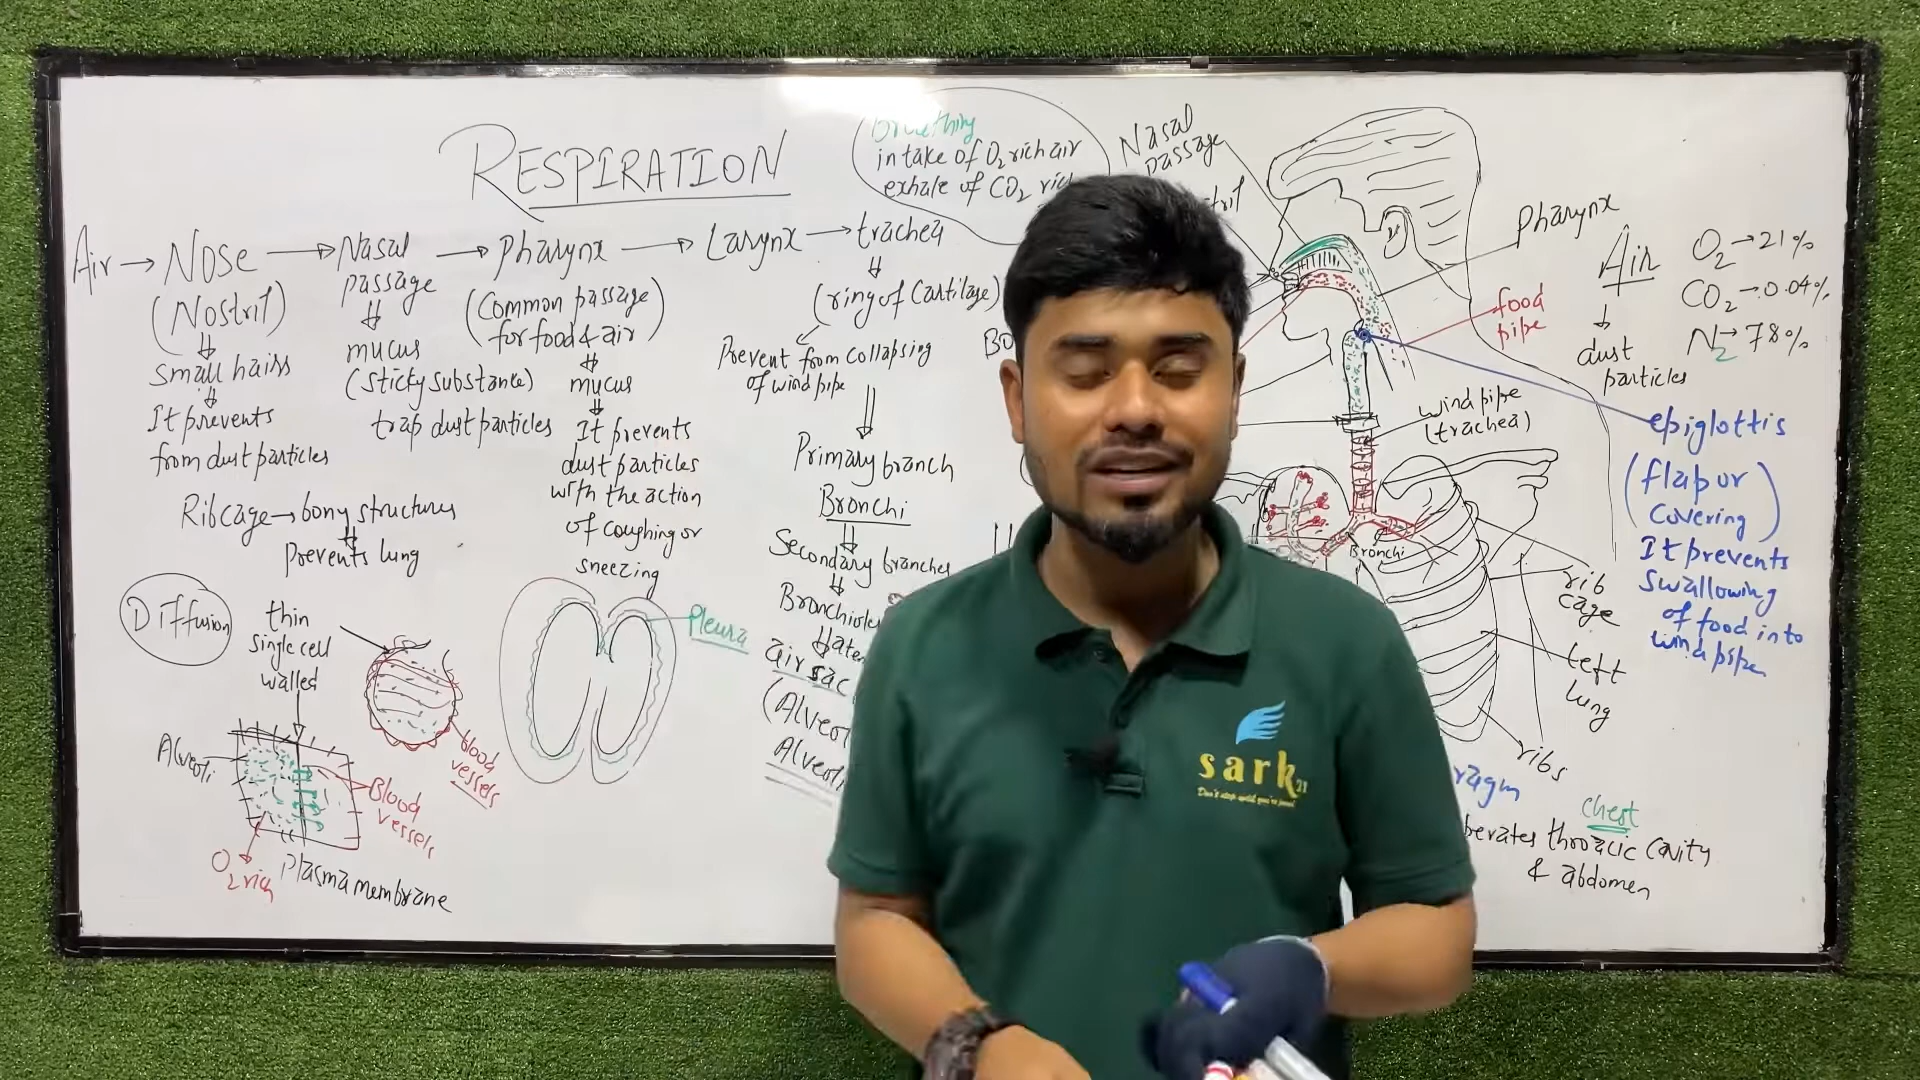 RESPIRATION
Breathing
intake of O2 rich air
exhale of CO2
Air → Nose → Nasal passage → Pharynx → Larynx → trachea
(Nostril)
small hairs
It prevents
from dust particles
mucus
(sticky substance)
trap dust particles
(Common passage
for food & air)
mucus
It prevents
dust particles
with the action
of coughing or
sneezing
(ring of Cartilage)
Prevent from collapsing
of wind pipe
Primary branch
Bronchi
Secondary branches
air sac
Rib cage → bony structures
Prevents lung
Diffusion
thin
single cell
walled
blood
vessels
Alveoli
Blood
vessels
O2 rich
Plasma membrane
Pleura
Nasal
passage
Pharynx
food
pipe
wind pipe
(trachea)
Bronchi
rib
cage
left
lung
ribs
Air
dust
particles
O2 → 21%
CO2 → 0.04%
N2 → 78%
epiglottis
(flap or
covering)
It prevents
swallowing
of food into
wind pipe
chest
cavity
& abdomen
sark
21